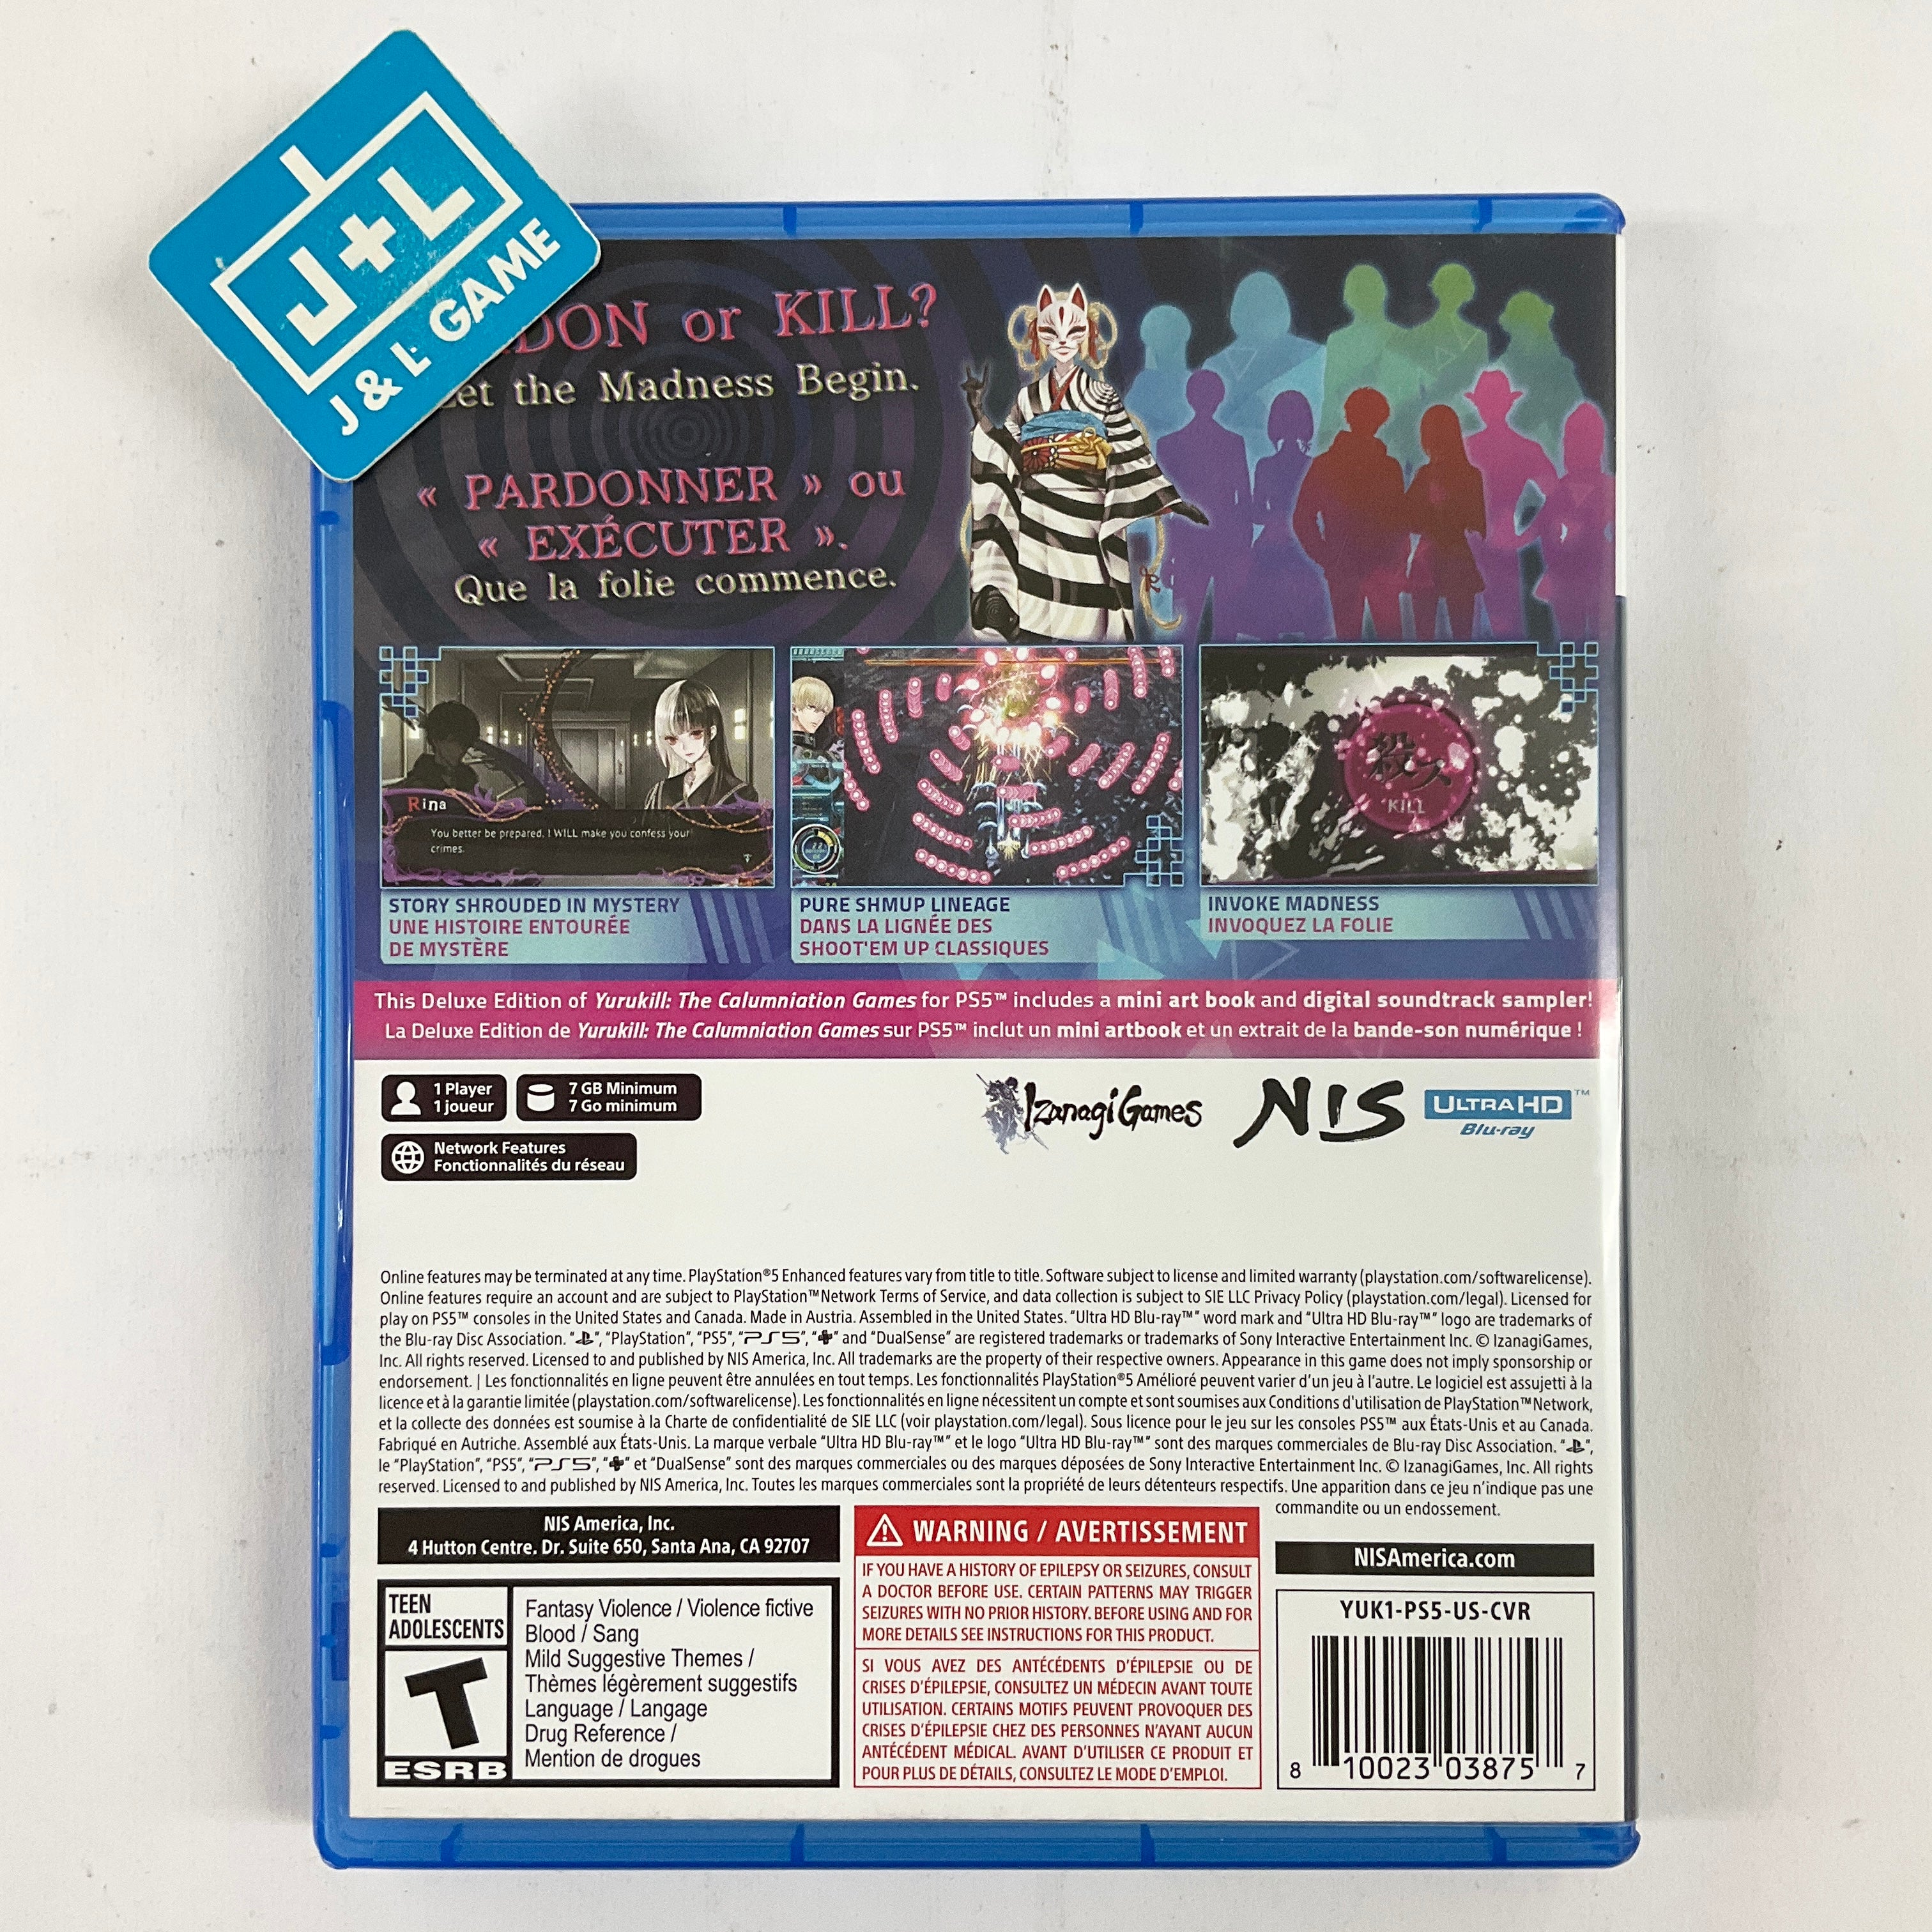 J+L
J & L GAME
or KILL?
the Madness Begin.
« PARDONNER » ou
« EXÉCUTER ».
Que la folie commence.
Rina
You better be prepared. I WILL make you confess your
crimes.
殺ス
KILL
STORY SHROUDED IN MYSTERY
UNE HISTOIRE ENTOURÉE
DE MYSTÈRE
PURE SHMUP LINEAGE
DANS LA LIGNÉE DES
SHOOT'EM UP CLASSIQUES
INVOKE MADNESS
INVOQUEZ LA FOLIE
This Deluxe Edition of Yurukill: The Calumniation Games for PS5™ includes a mini art book and digital soundtrack sampler!
La Deluxe Edition de Yurukill: The Calumniation Games sur PS5™ inclut un mini artbook et un extrait de la bande-son numérique !
1 Player
1 joueur
7 GB Minimum
7 Go minimum
Network Features
Fonctionnalités du réseau
IzanagiGames
NIS
ULTRA HD ™
Blu-ray
Online features may be terminated at any time. PlayStation®5 Enhanced features vary from title to title. Software subject to license and limited warranty (playstation.com/softwarelicense).
Online features require an account and are subject to PlayStation™Network Terms of Service, and data collection is subject to SIE LLC Privacy Policy (playstation.com/legal). Licensed for
play on PS5™ consoles in the United States and Canada. Made in Austria. Assembled in the United States. “Ultra HD Blu-ray™” word mark and “Ultra HD Blu-ray™” logo are trademarks of
the Blu-ray Disc Association. “ ”, “PlayStation”, “PS5”, “PS5”, “ ” and “DualSense” are registered trademarks or trademarks of Sony Interactive Entertainment Inc. © IzanagiGames,
Inc. All rights reserved. Licensed to and published by NIS America, Inc. All trademarks are the property of their respective owners. Appearance in this game does not imply sponsorship or
endorsement. | Les fonctionnalités en ligne peuvent être annulées en tout temps. Les fonctionnalités PlayStation®5 Amélioré peuvent varier d’un jeu à l’autre. Le logiciel est assujetti à la
licence et à la garantie limitée (playstation.com/softwarelicense). Les fonctionnalités en ligne nécessitent un compte et sont soumises aux Conditions d'utilisation de PlayStation™Network,
et la collecte des données est soumise à la Charte de confidentialité de SIE LLC (voir playstation.com/legal). Sous licence pour le jeu sur les consoles PS5™ aux États-Unis et au Canada.
Fabriqué en Autriche. Assemblé aux États-Unis. La marque verbale “Ultra HD Blu-ray™” et le logo “Ultra HD Blu-ray™” sont des marques commerciales de Blu-ray Disc Association. “ ”,
le “PlayStation”, “PS5”, “PS5”, “ ” et “DualSense” sont des marques commerciales ou des marques déposées de Sony Interactive Entertainment Inc. © IzanagiGames, Inc. All rights
reserved. Licensed to and published by NIS America, Inc. Toutes les marques commerciales sont la propriété de leurs détenteurs respectifs. Une apparition dans ce jeu n’indique pas une
commandite ou un endossement.
NIS America, Inc.
4 Hutton Centre. Dr. Suite 650, Santa Ana, CA 92707
TEEN
ADOLESCENTS
T
ESRB
Fantasy Violence / Violence fictive
Blood / Sang
Mild Suggestive Themes /
Thèmes légèrement suggestifs
Language / Langage
Drug Reference /
Mention de drogues
WARNING / AVERTISSEMENT
IF YOU HAVE A HISTORY OF EPILEPSY OR SEIZURES, CONSULT
A DOCTOR BEFORE USE. CERTAIN PATTERNS MAY TRIGGER
SEIZURES WITH NO PRIOR HISTORY. BEFORE USING AND FOR
MORE DETAILS SEE INSTRUCTIONS FOR THIS PRODUCT.
SI VOUS AVEZ DES ANTÉCÉDENTS D'ÉPILEPSIE OU DE
CRISES D'ÉPILEPSIE, CONSULTEZ UN MÉDECIN AVANT TOUTE
UTILISATION. CERTAINS MOTIFS PEUVENT PROVOQUER DES
CRISES D'ÉPILEPSIE CHEZ DES PERSONNES N'AYANT AUCUN
ANTÉCÉDENT MÉDICAL. AVANT D'UTILISER CE PRODUIT ET
POUR PLUS DE DÉTAILS, CONSULTEZ LE MODE D'EMPLOI.
NISAmerica.com
YUK1-PS5-US-CVR
8 10023 03875 7